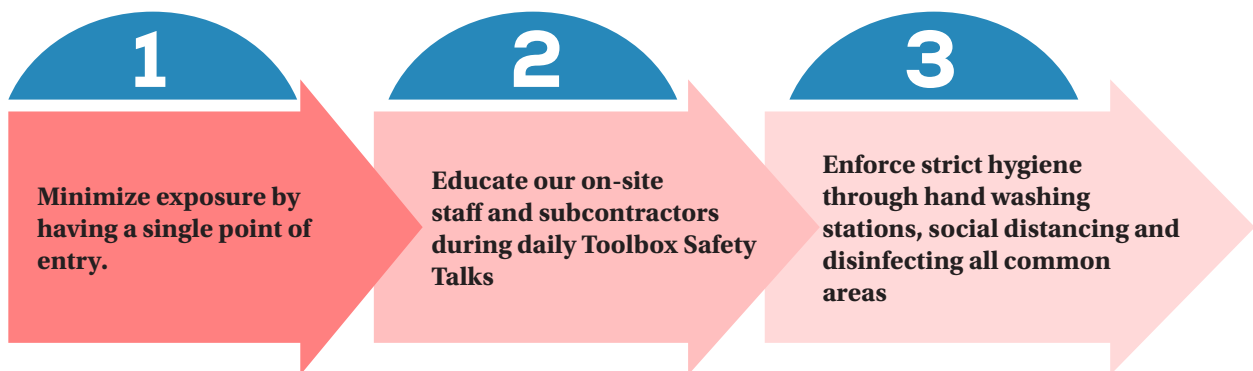 1
Minimize exposure by
having a single point of
entry.
2
Educate our on-site
staff and subcontractors
during daily Toolbox Safety
Talks
3
Enforce strict hygiene
through hand washing
stations, social distancing and
disinfecting all common
areas